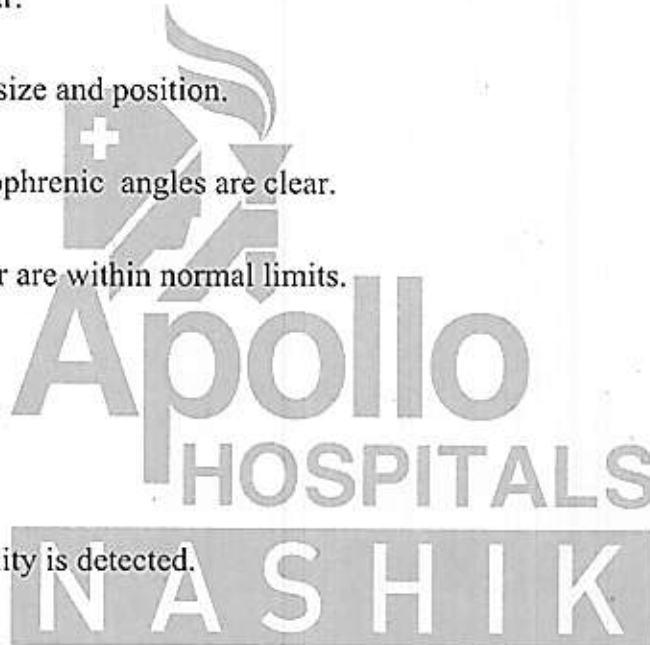 size and position.
ophrenic angles are clear.
r are within normal limits.
Apollo
HOSPITALS
ity is detected.
NASHIK